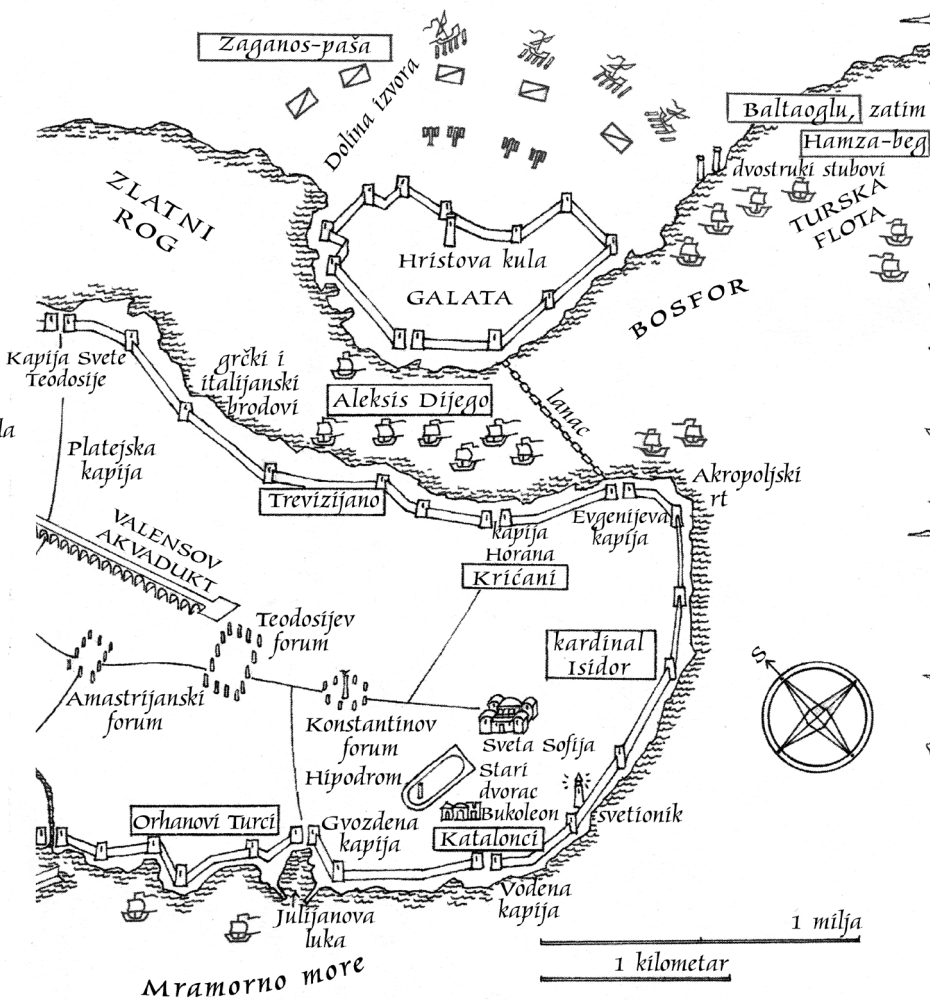 Zaganos-paša
Dolina izvora
Baltaoglu, zatim
Hamza-beg
dvostruki stubovi
TURSKA
FLOTA
ZLATNI
ROG
Hristova kula
GALATA
BOSFOR
Kapija Svete
Teodosije
grčki i
italijanski
brodovi
Aleksis Dijego
lanac
la
Platejska
kapija
Trevizijano
Akropoljski
rt
kapija
Horana
Evgenijeva
kapija
Krićani
VALENSOV
AKVADUKT
Teodosijev
forum
kardinal
Isidor
S
Amastrijanski
forum
Konstantinov
forum
Sveta Sofija
Hipodrom
Stari
dvorac
Bukoleon
svetionik
Orhanovi Turci
Gvozdena
kapija
Katalonci
Vodena
kapija
Julijanova
luka
1 milja
1 kilometar
Mramorno more